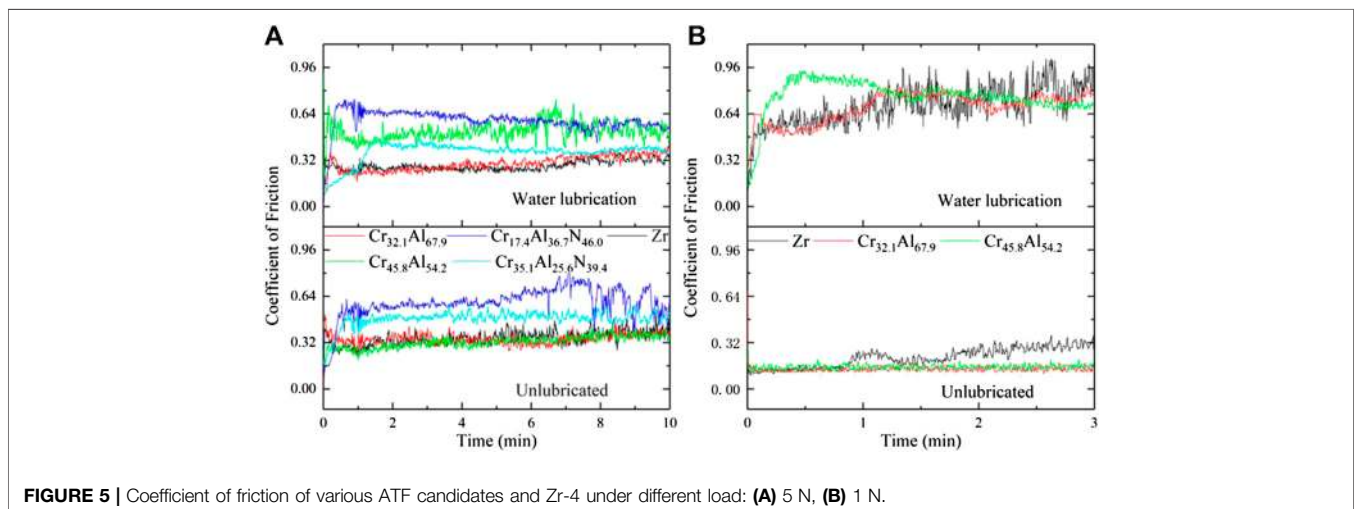 A
B
0.96
0.64
0.32
0.00
Water lubrication
0.96
0.64
0.32
0.00
Water lubrication
Coefficient of Friction
Cr32.1Al67.9 Cr17.4Al36.7N46.0 Zr
Cr45.8Al54.2 Cr35.1Al25.6N39.4
0.64
0.32
0.00
Unlubricated
0 2 4 6 8 10
Time (min)
Coefficient of Friction
0.96
Zr Cr32.1Al67.9 Cr45.8Al54.2
0.64
0.32
0.00
Unlubricated
0 1 2 3
Time (min)
FIGURE 5 | Coefficient of friction of various ATF candidates and Zr-4 under different load: (A) 5 N, (B) 1 N.